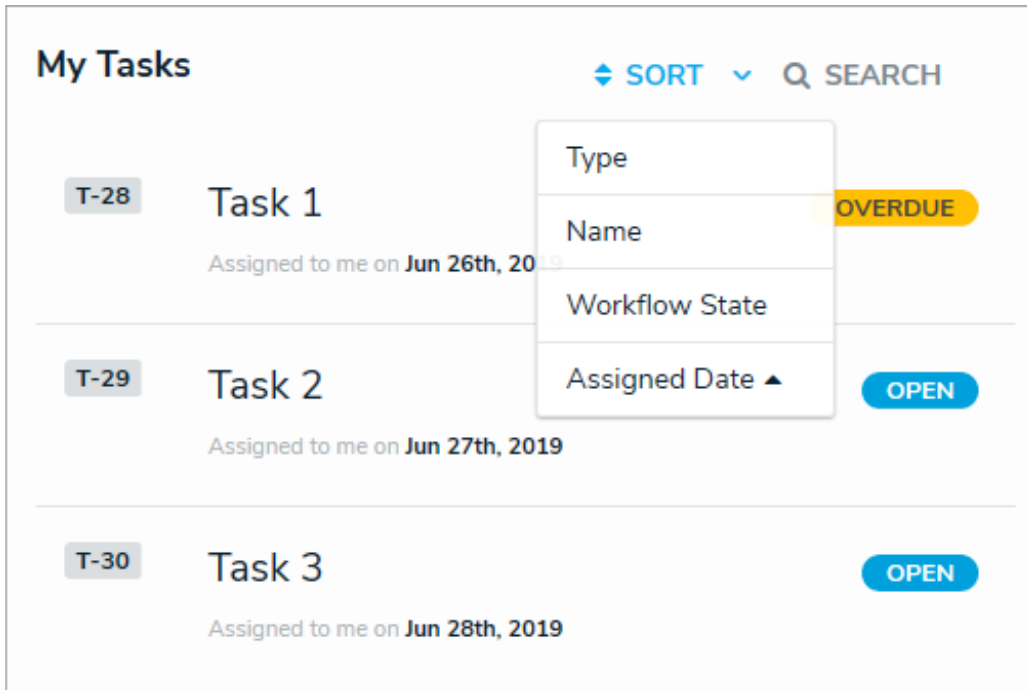 My Tasks
SORT
SEARCH
Type
Name
Workflow State
Assigned Date
T-28
Task 1
OVERDUE
Assigned to me on Jun 26th, 2019
T-29
Task 2
OPEN
Assigned to me on Jun 27th, 2019
T-30
Task 3
OPEN
Assigned to me on Jun 28th, 2019